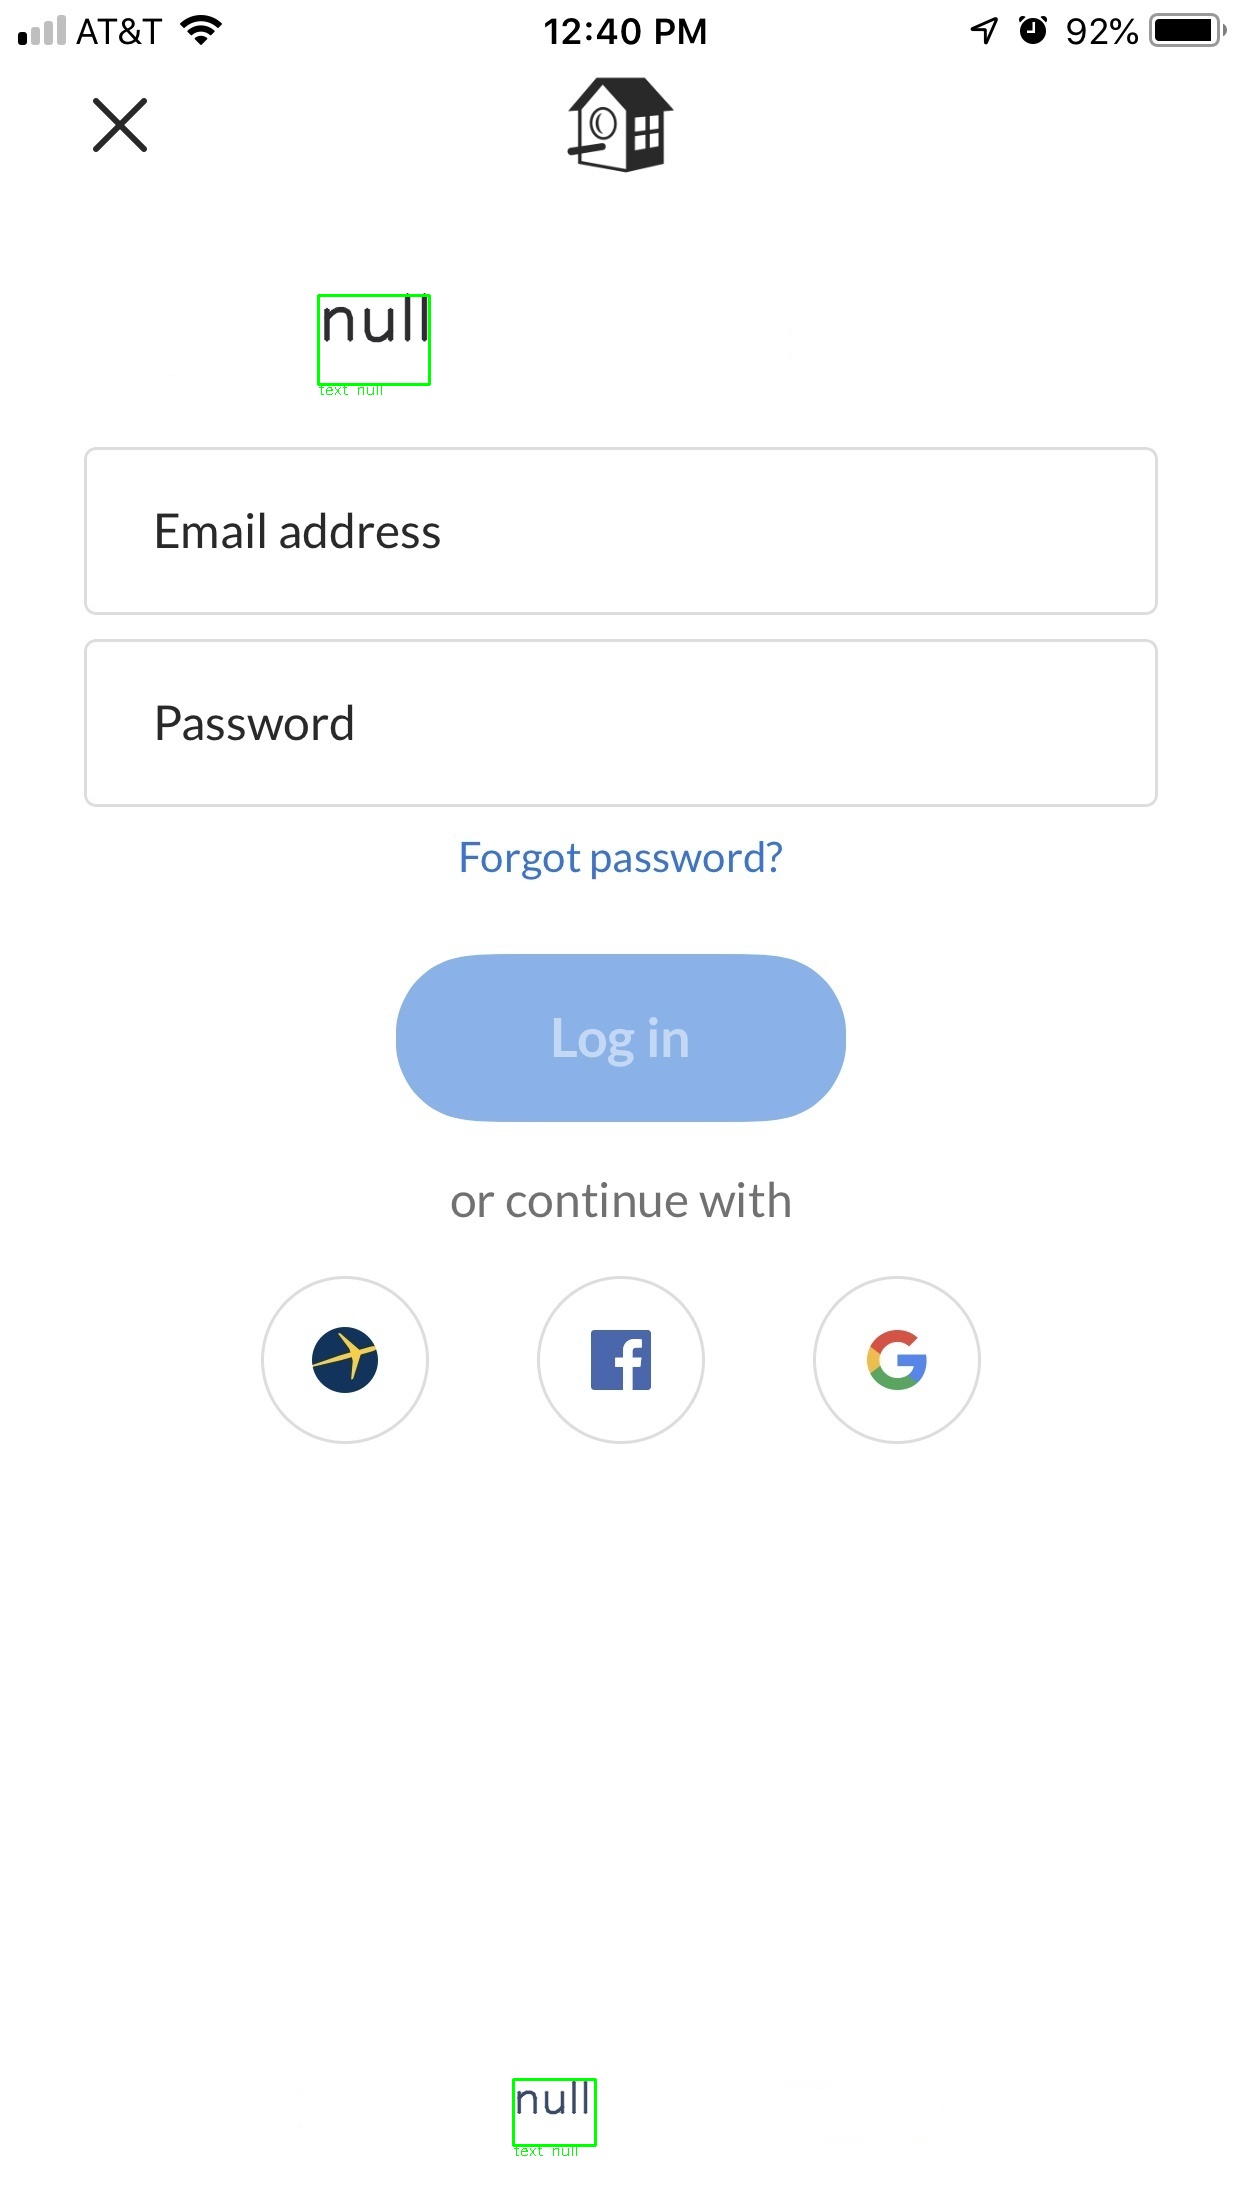 AT&T 12:40 PM 92%
null
text null
Email address
Password
Forgot password?
Log in
or continue with
null
text null